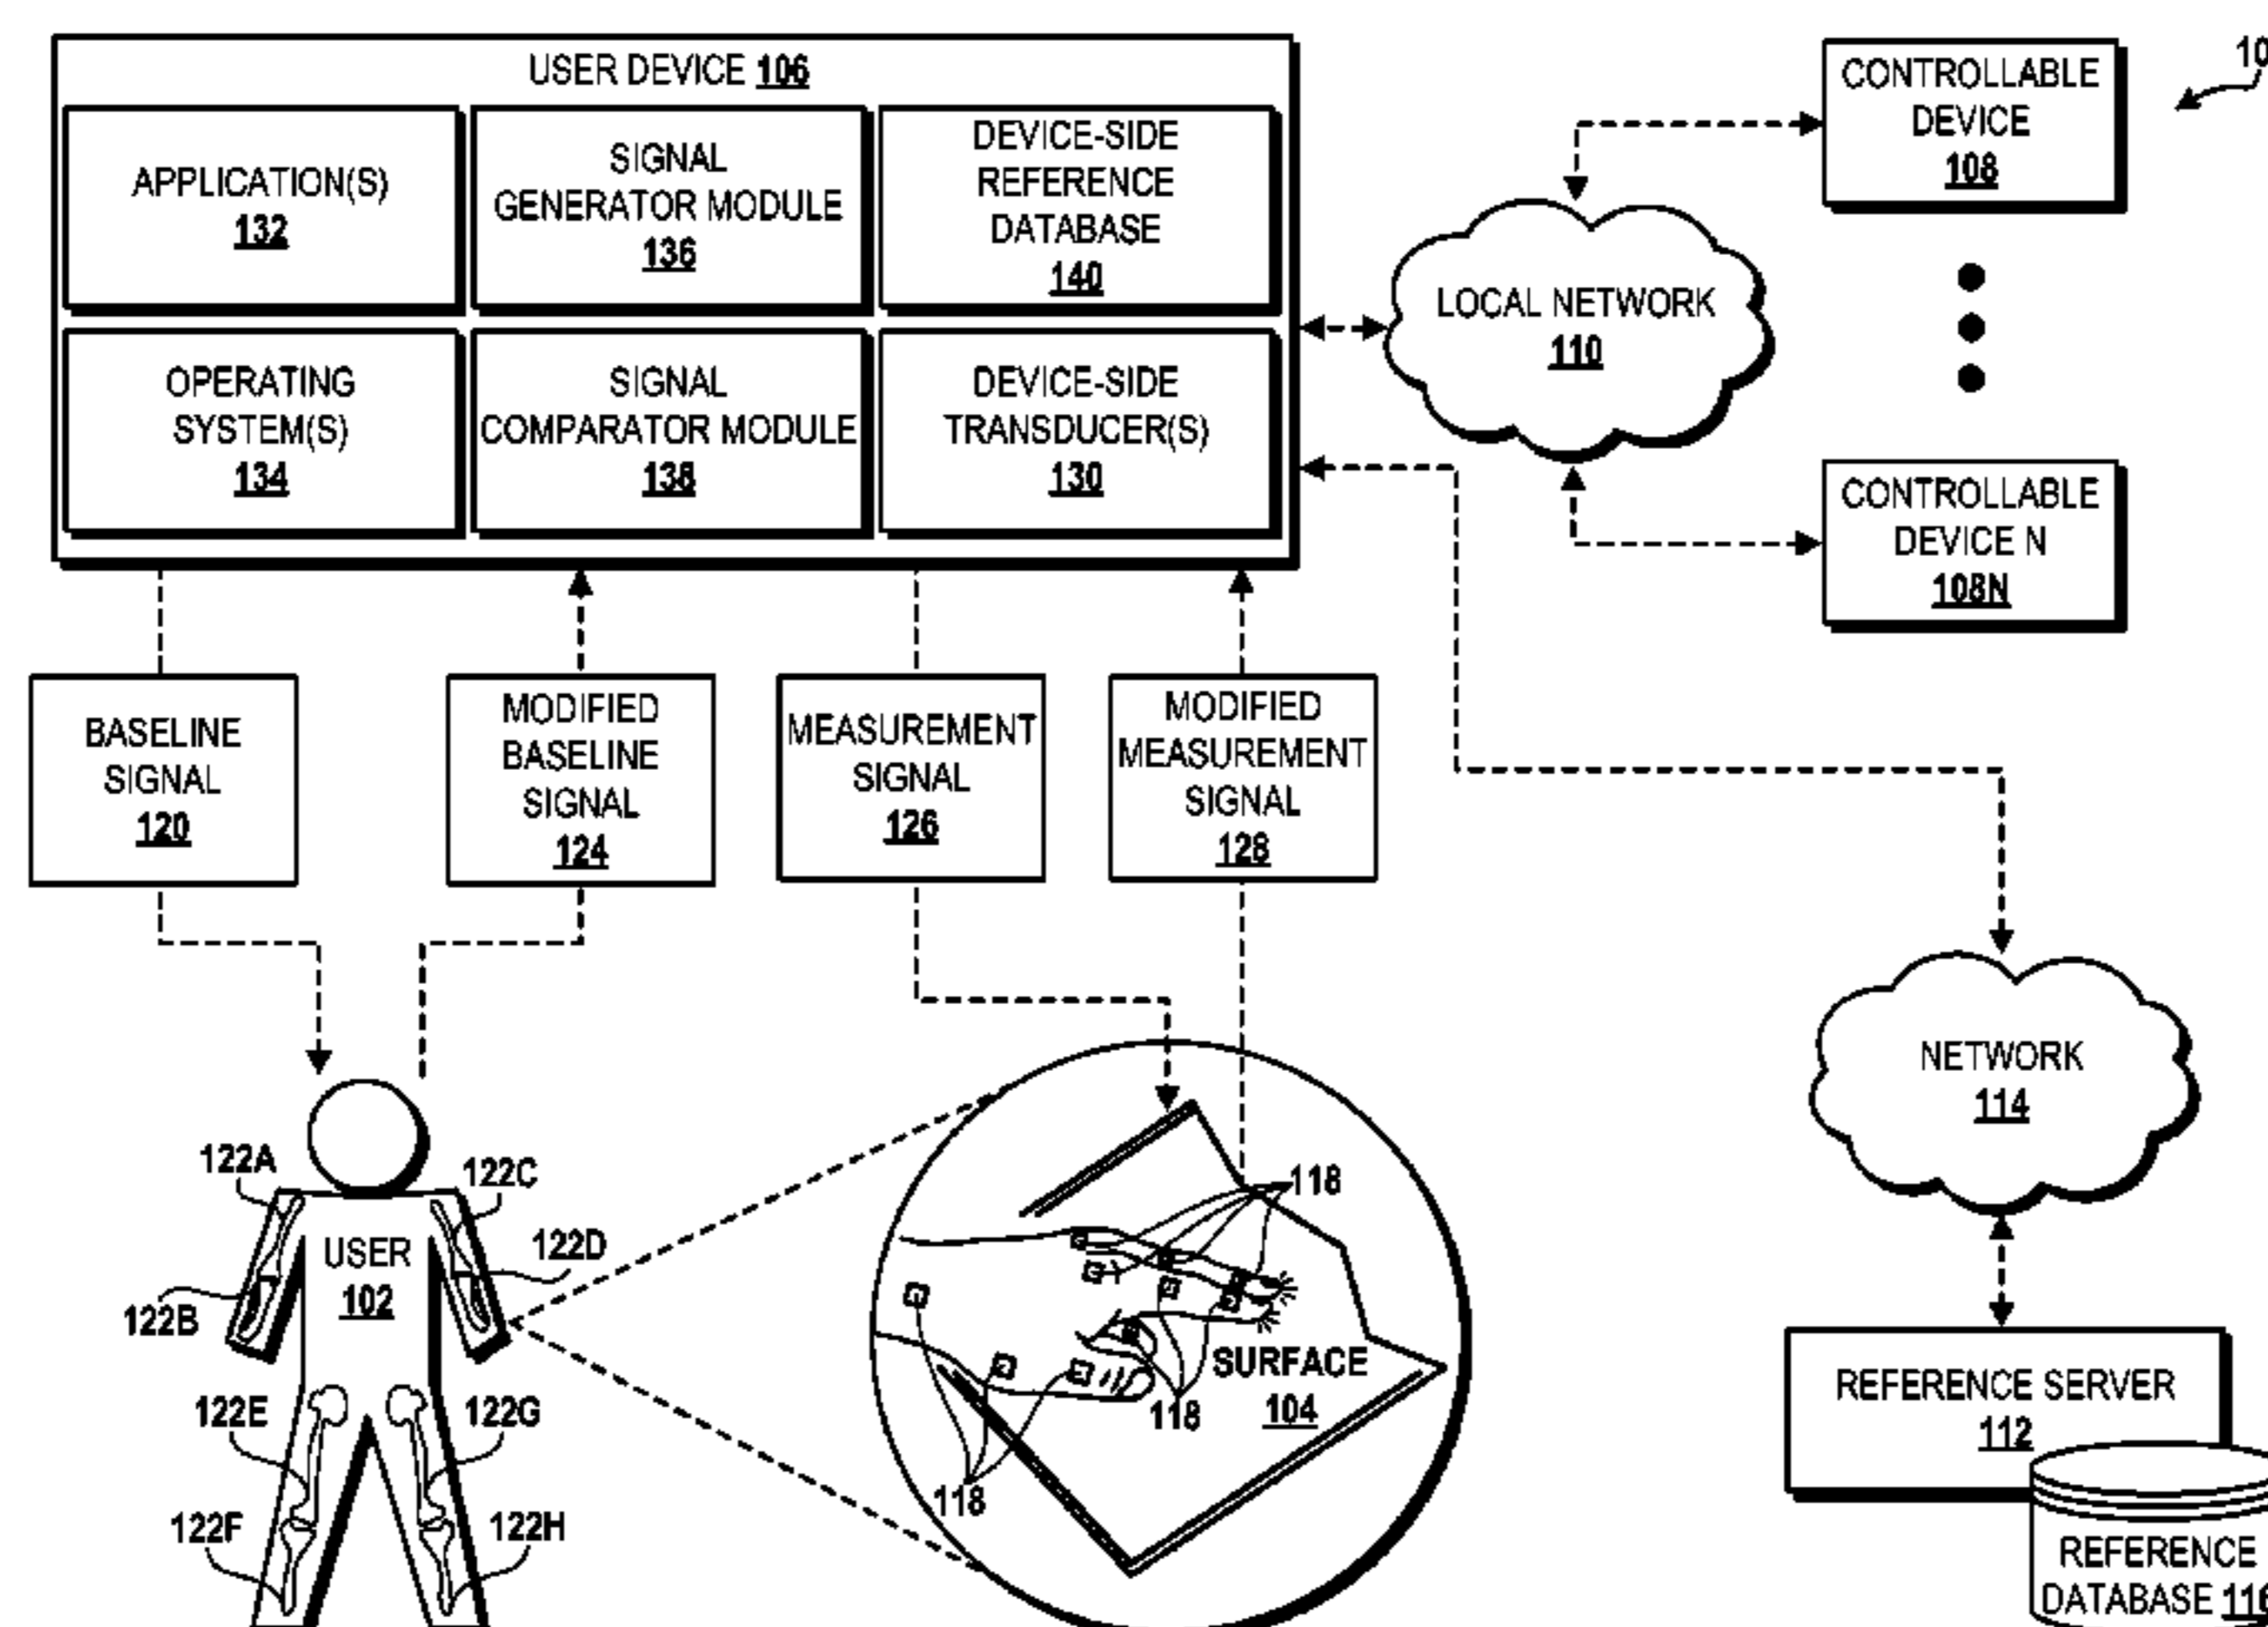 USER DEVICE 106
APPLICATION(S)
132
SIGNAL
GENERATOR MODULE
136
DEVICE-SIDE
REFERENCE
DATABASE
140
OPERATING
SYSTEM(S)
134
SIGNAL
COMPARATOR MODULE
138
DEVICE-SIDE
TRANSDUCER(S)
130
LOCAL NETWORK
110
CONTROLLABLE
DEVICE
108
10
CONTROLLABLE
DEVICE N
108N
BASELINE
SIGNAL
120
MODIFIED
BASELINE
SIGNAL
124
MEASUREMENT
SIGNAL
126
MODIFIED
MEASUREMENT
SIGNAL
128
NETWORK
114
122A
122C
USER
102
122D
122B
122E
122G
122F
122H
118
SURFACE
104
118
118
REFERENCE SERVER
112
REFERENCE
DATABASE 116